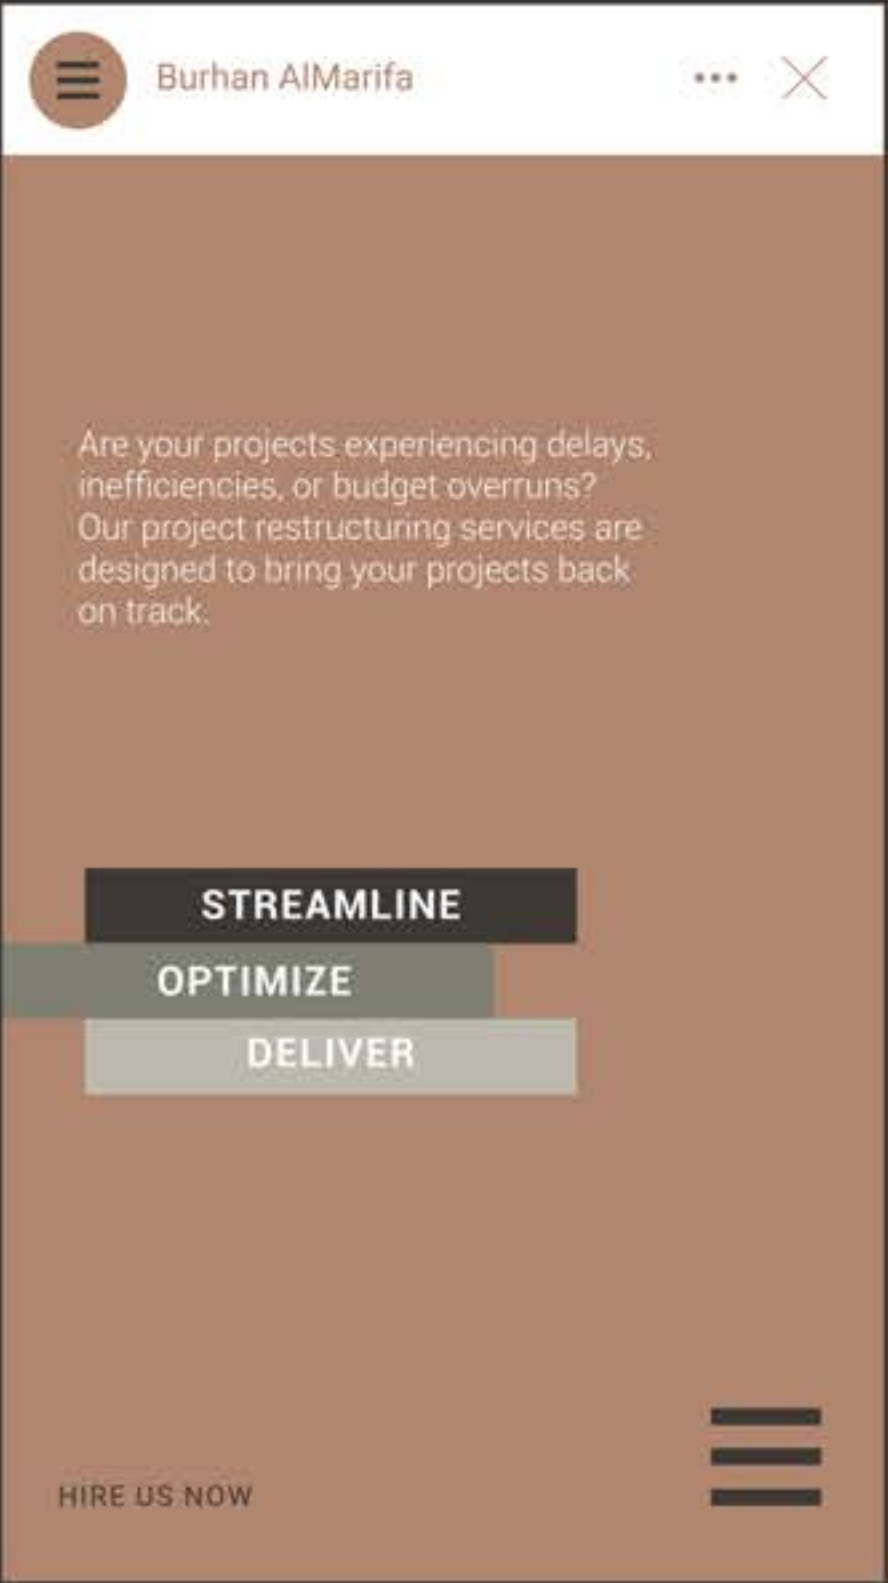 Burhan AlMarifa
Are your projects experiencing delays,
inefficiencies, or budget overruns?
Our project restructuring services are
designed to bring your projects back
on track.
STREAMLINE
OPTIMIZE
DELIVER
HIRE US NOW